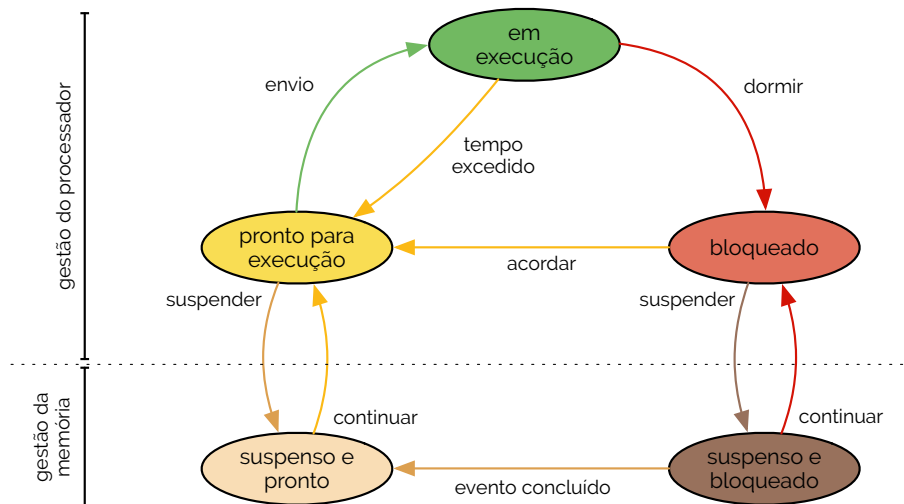 em
execução
envio
dormir
tempo
excedido
gestão do processador
pronto para
execução
bloqueado
acordar
suspender
suspender
gestão da
memória
continuar
continuar
suspenso e
pronto
suspenso e
bloqueado
evento concluído